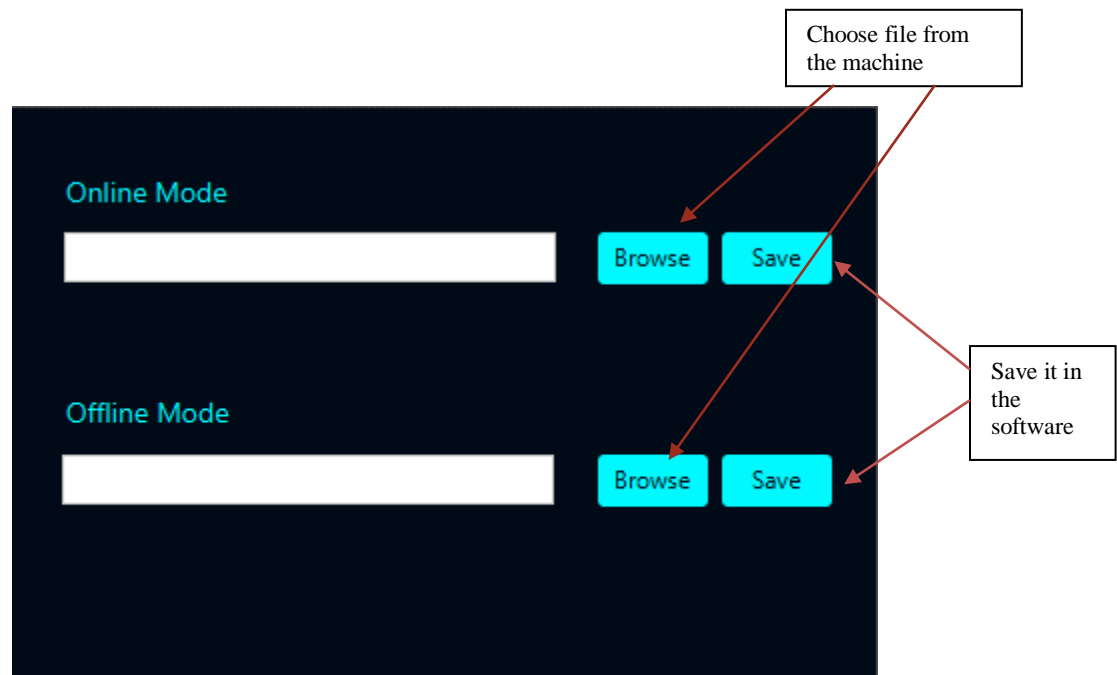 Choose file from
the machine
Online Mode
Browse
Save
Save it in
the
software
Offline Mode
Browse
Save